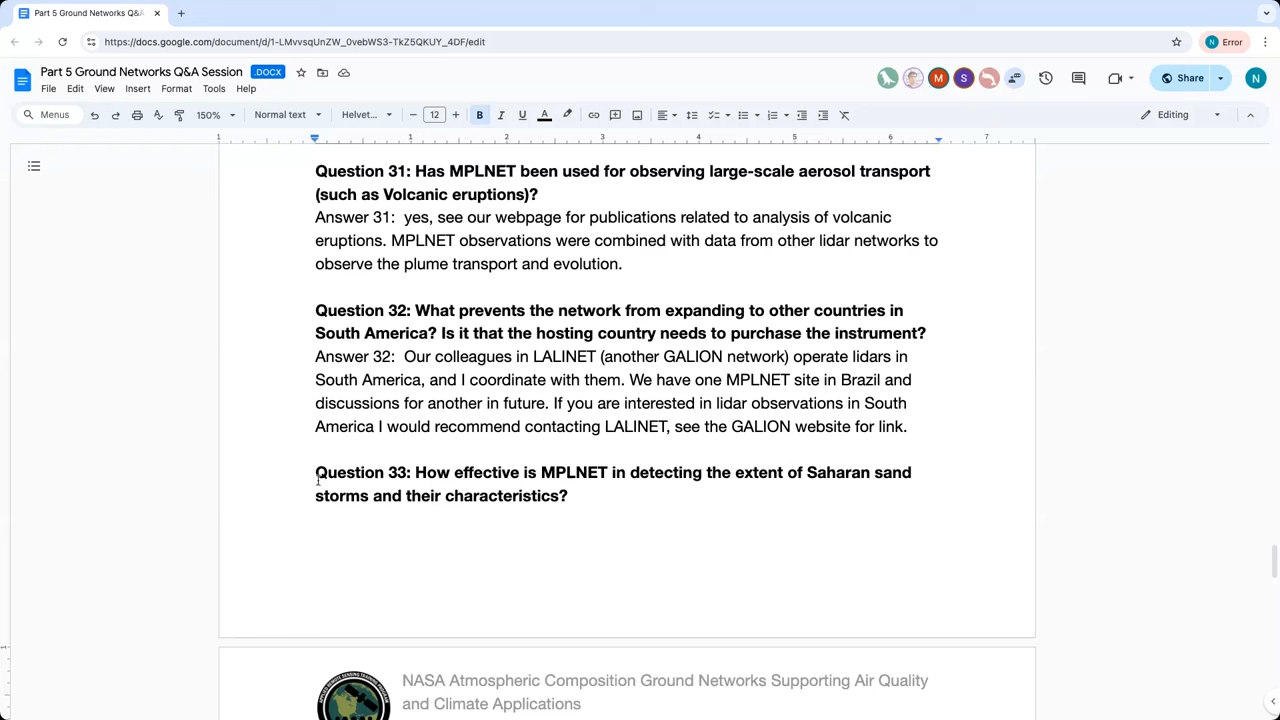 Part 5 Ground Networks Q&A
https://docs.google.com/document/d/1-LMvvsqUnZW_0vebWS3-TkZ5QKUY_4DF/edit
N Error
Part 5 Ground Networks Q&A Session .DOCX
File Edit View Insert Format Tools Help
M S Share N
Menus 150% Normal text Helvet... 12 B I U A Editing
1 1 2 3 4 5 6 7
Question 31: Has MPLNET been used for observing large-scale aerosol transport
(such as Volcanic eruptions)?
Answer 31: yes, see our webpage for publications related to analysis of volcanic
eruptions. MPLNET observations were combined with data from other lidar networks to
observe the plume transport and evolution.
Question 32: What prevents the network from expanding to other countries in
South America? Is it that the hosting country needs to purchase the instrument?
Answer 32: Our colleagues in LALINET (another GALION network) operate lidars in
South America, and I coordinate with them. We have one MPLNET site in Brazil and
discussions for another in future. If you are interested in lidar observations in South
America I would recommend contacting LALINET, see the GALION website for link.
Question 33: How effective is MPLNET in detecting the extent of Saharan sand
storms and their characteristics?
NASA Atmospheric Composition Ground Networks Supporting Air Quality
and Climate Applications